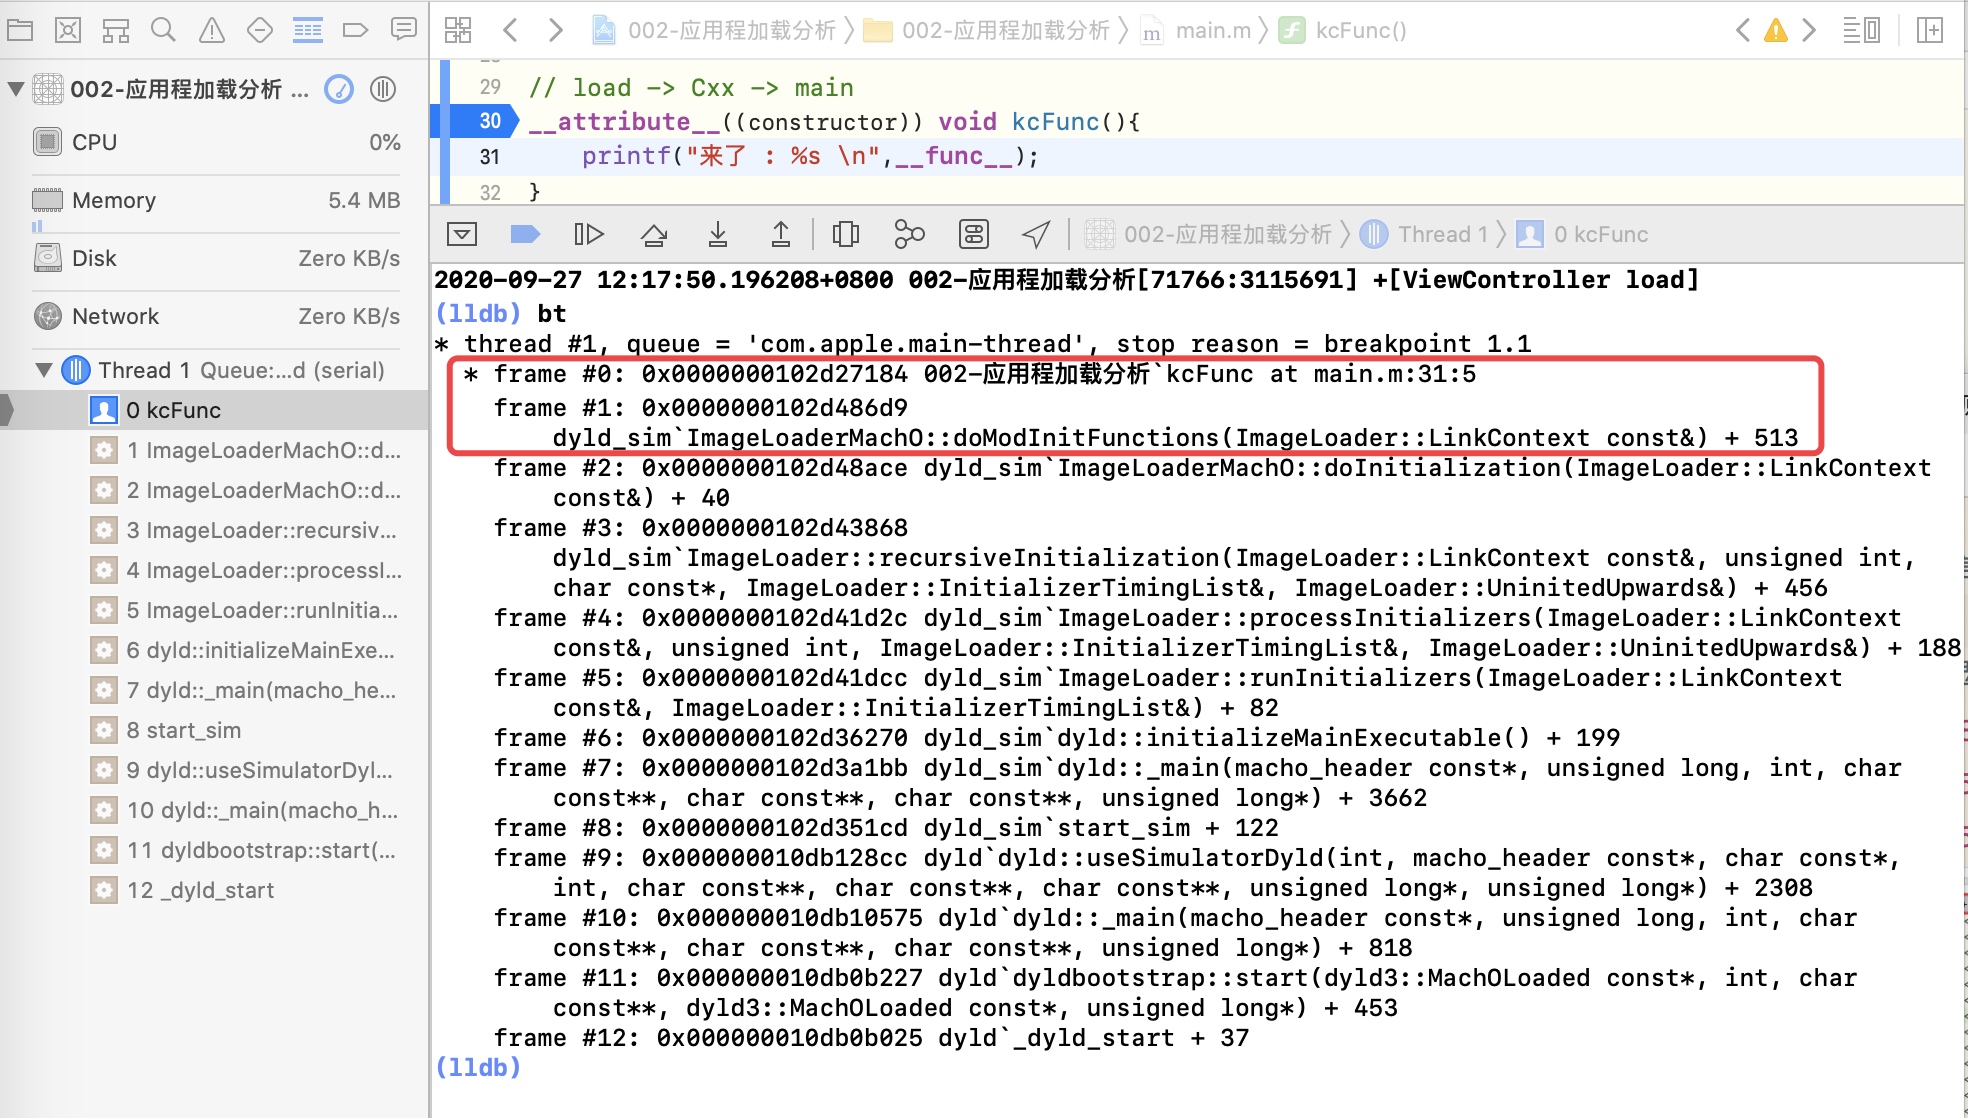 002-应用程加载分析 ...
CPU 0%
Memory 5.4 MB
Disk Zero KB/s
Network Zero KB/s
Thread 1 Queue:...d (serial)
0 kcFunc
1 ImageLoaderMachO::d...
2 ImageLoaderMachO::d...
3 ImageLoader::recursiv...
4 ImageLoader::processI...
5 ImageLoader::runInitia...
6 dyld::initializeMainExe...
7 dyld::_main(macho_he...
8 start_sim
9 dyld::useSimulatorDyl...
10 dyld::_main(macho_h...
11 dyldbootstrap::start(...
12 _dyld_start
002-应用程加载分析 002-应用程加载分析 m main.m f kcFunc()
29 // load -> Cxx -> main
30 __attribute__((constructor)) void kcFunc(){
31 printf("来了 : %s \n",__func__);
32 }
002-应用程加载分析 Thread 1 0 kcFunc
2020-09-27 12:17:50.196208+0800 002-应用程加载分析[71766:3115691] +[ViewController load]
(lldb) bt
* thread #1, queue = 'com.apple.main-thread', stop reason = breakpoint 1.1
* frame #0: 0x0000000102d27184 002-应用程加载分析`kcFunc at main.m:31:5
frame #1: 0x0000000102d486d9
dyld_sim`ImageLoaderMachO::doModInitFunctions(ImageLoader::LinkContext const&) + 513
frame #2: 0x0000000102d48ace dyld_sim`ImageLoaderMachO::doInitialization(ImageLoader::LinkContext
const&) + 40
frame #3: 0x0000000102d43868
dyld_sim`ImageLoader::recursiveInitialization(ImageLoader::LinkContext const&, unsigned int,
char const*, ImageLoader::InitializerTimingList&, ImageLoader::UninitedUpwards&) + 456
frame #4: 0x0000000102d41d2c dyld_sim`ImageLoader::processInitializers(ImageLoader::LinkContext
const&, unsigned int, ImageLoader::InitializerTimingList&, ImageLoader::UninitedUpwards&) + 188
frame #5: 0x0000000102d41dcc dyld_sim`ImageLoader::runInitializers(ImageLoader::LinkContext
const&, ImageLoader::InitializerTimingList&) + 82
frame #6: 0x0000000102d36270 dyld_sim`dyld::initializeMainExecutable() + 199
frame #7: 0x0000000102d3a1bb dyld_sim`dyld::_main(macho_header const*, unsigned long, int, char
const**, char const**, char const**, unsigned long*) + 3662
frame #8: 0x0000000102d351cd dyld_sim`start_sim + 122
frame #9: 0x000000010db128cc dyld`dyld::useSimulatorDyld(int, macho_header const*, char const*,
int, char const**, char const**, char const**, unsigned long*, unsigned long*) + 2308
frame #10: 0x000000010db10575 dyld`dyld::_main(macho_header const*, unsigned long, int, char
const**, char const**, char const**, unsigned long*) + 818
frame #11: 0x000000010db0b227 dyld`dyldbootstrap::start(dyld3::MachOLoaded const*, int, char
const**, dyld3::MachOLoaded const*, unsigned long*) + 453
frame #12: 0x000000010db0b025 dyld`_dyld_start + 37
(lldb)